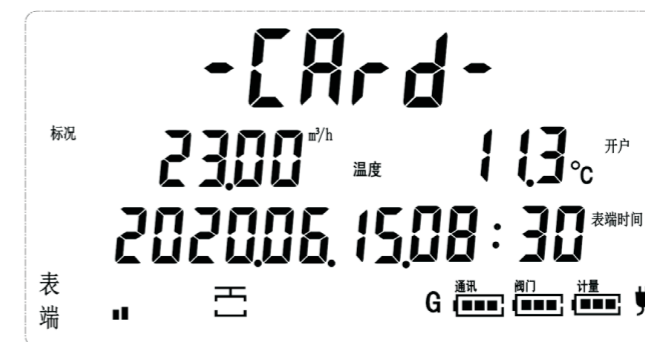 -CArd-
标况 23.00 m³/h 温度 11.3 °C 开户
2020.06.15.08:30 表端时间
表端 G 通讯 阀门 计量